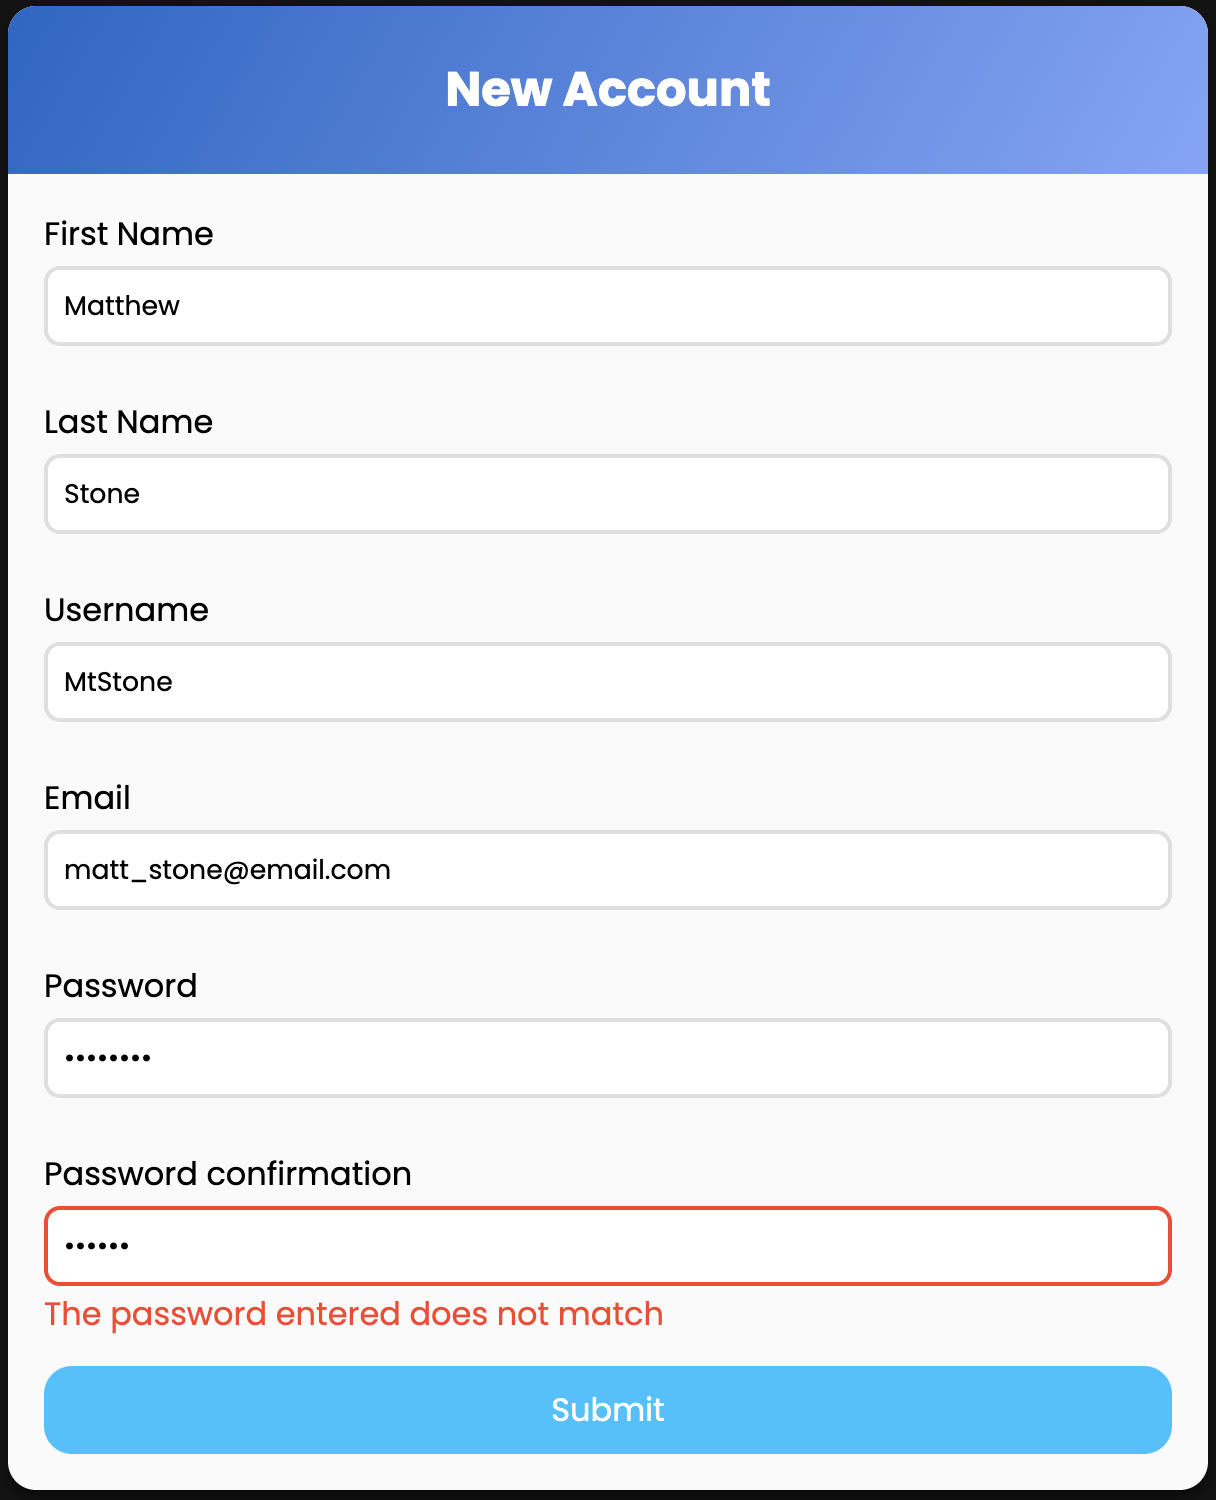 New Account
First Name
Matthew
Last Name
Stone
Username
MtStone
Email
matt_stone@email.com
Password
••••••••
Password confirmation
••••••
The password entered does not match
Submit